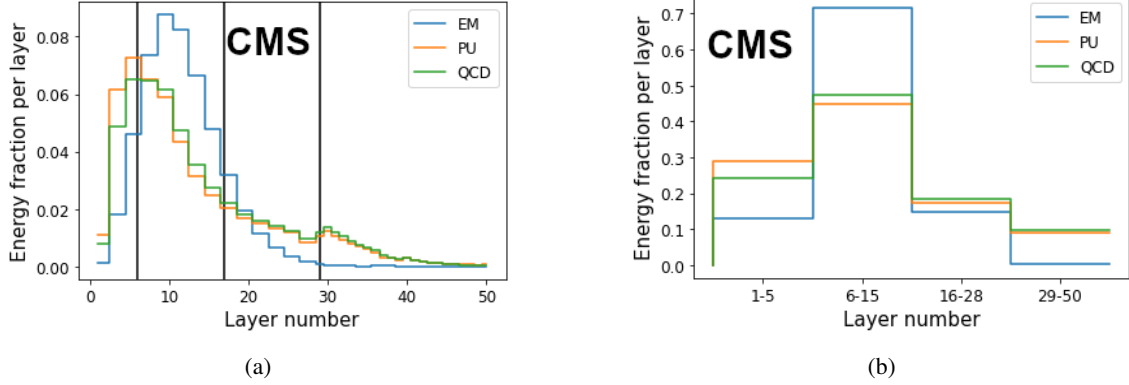 CMS
EM
PU
QCD
Energy fraction per layer
0.08
0.06
0.04
0.02
0.00
0
10
20
30
40
50
Layer number
(a)
CMS
EM
PU
QCD
Energy fraction per layer
0.7
0.6
0.5
0.4
0.3
0.2
0.1
0.0
1-5
6-15
16-28
29-50
Layer number
(b)